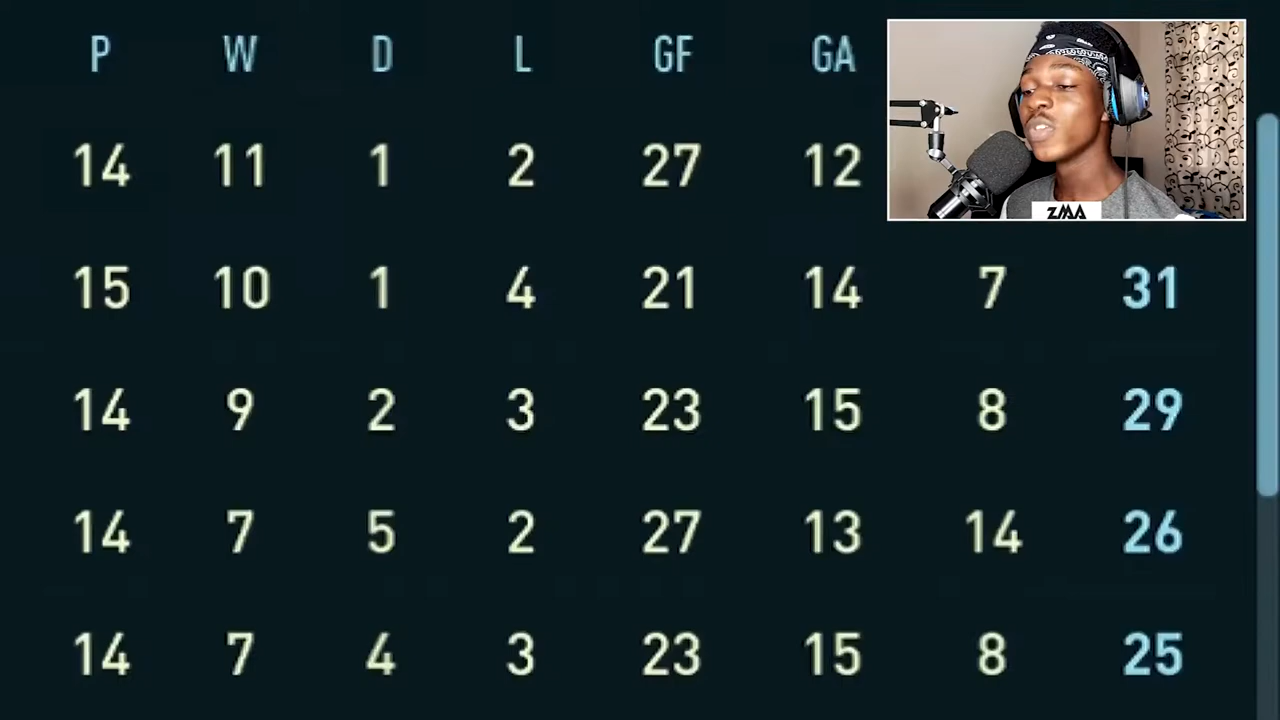 P W D L GF GA
14 11 1 2 27 12
ZMA
15 10 1 4 21 14 7 31
14 9 2 3 23 15 8 29
14 7 5 2 27 13 14 26
14 7 4 3 23 15 8 25